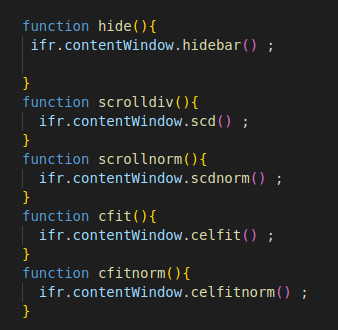 function hide(){
ifr.contentWindow.hidebar() ;
}
function scrolldiv(){
ifr.contentWindow.scd() ;
}
function scrollnorm(){
ifr.contentWindow.scdnorm() ;
}
function cfit(){
ifr.contentWindow.celfit() ;
}
function cfitnorm(){
ifr.contentWindow.celfitnorm() ;
}